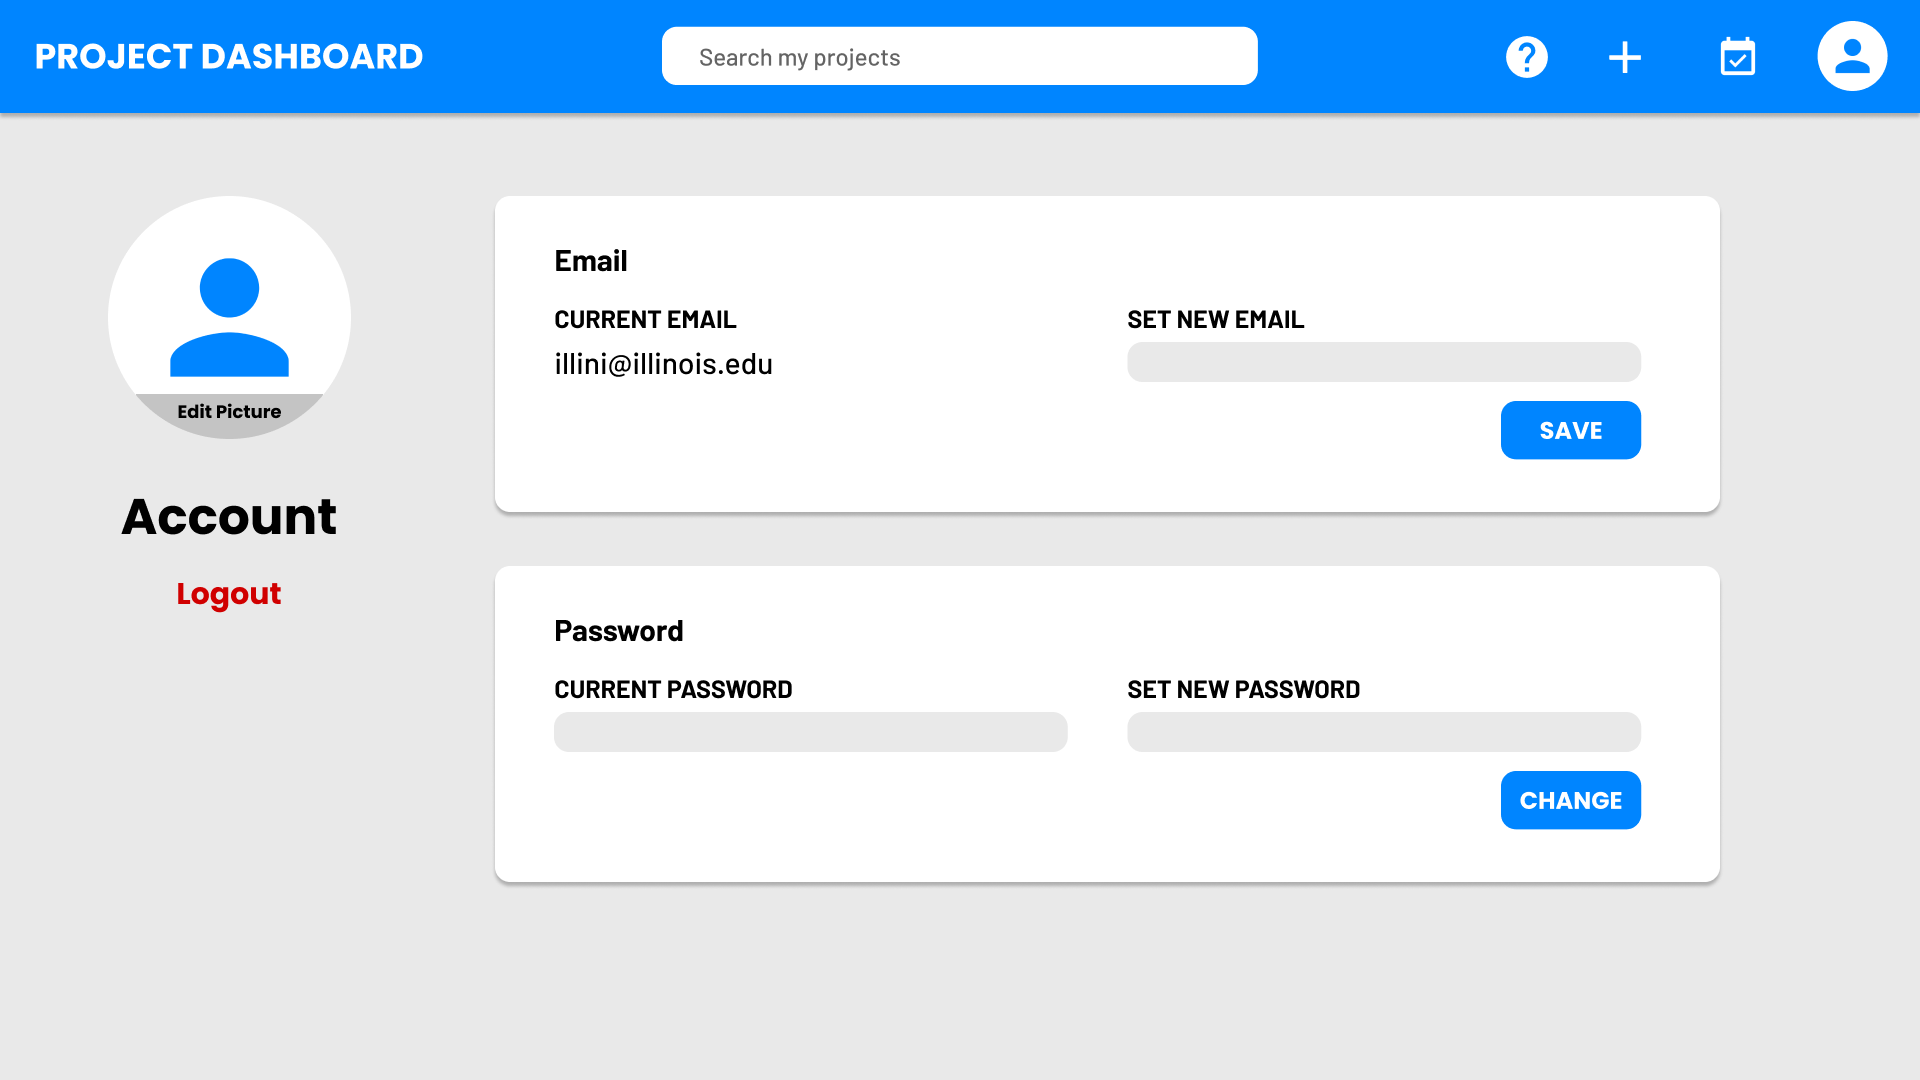 PROJECT DASHBOARD
Search my projects
Edit Picture
Account
Logout
Email
CURRENT EMAIL
illini@illinois.edu
SET NEW EMAIL
SAVE
Password
CURRENT PASSWORD
SET NEW PASSWORD
CHANGE